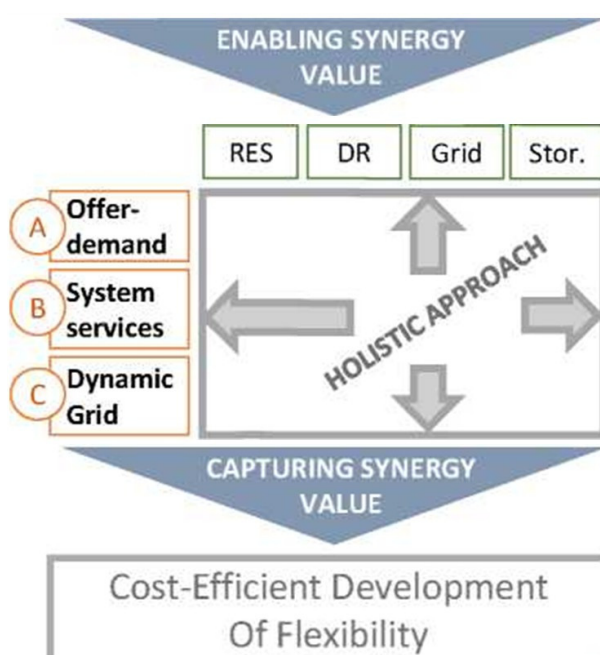 ENABLING SYNERGY
VALUE
RES DR Grid Stor.
A Offer-
demand
B System
services
C Dynamic
Grid
HOLISTIC APPROACH
CAPTURING SYNERGY
VALUE
Cost-Efficient Development
Of Flexibility